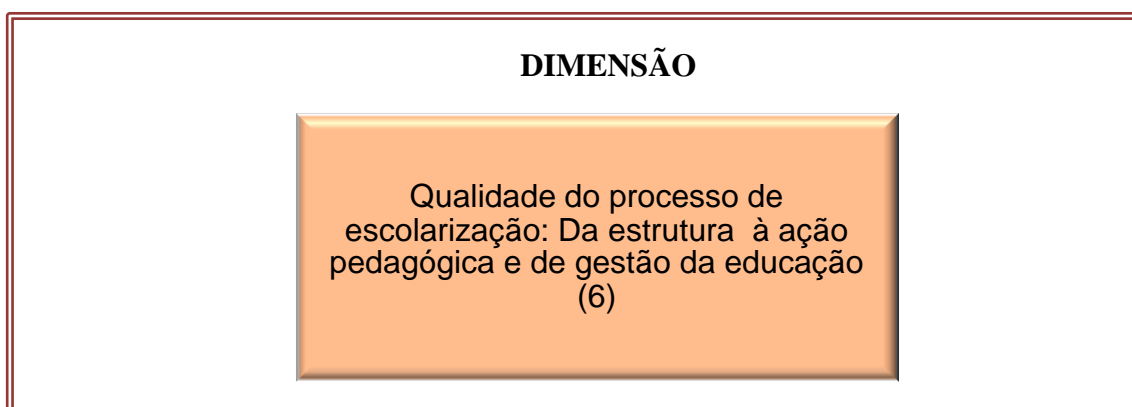 DIMENSÃO
Qualidade do processo de
escolarização: Da estrutura à ação
pedagógica e de gestão da educação
(6)